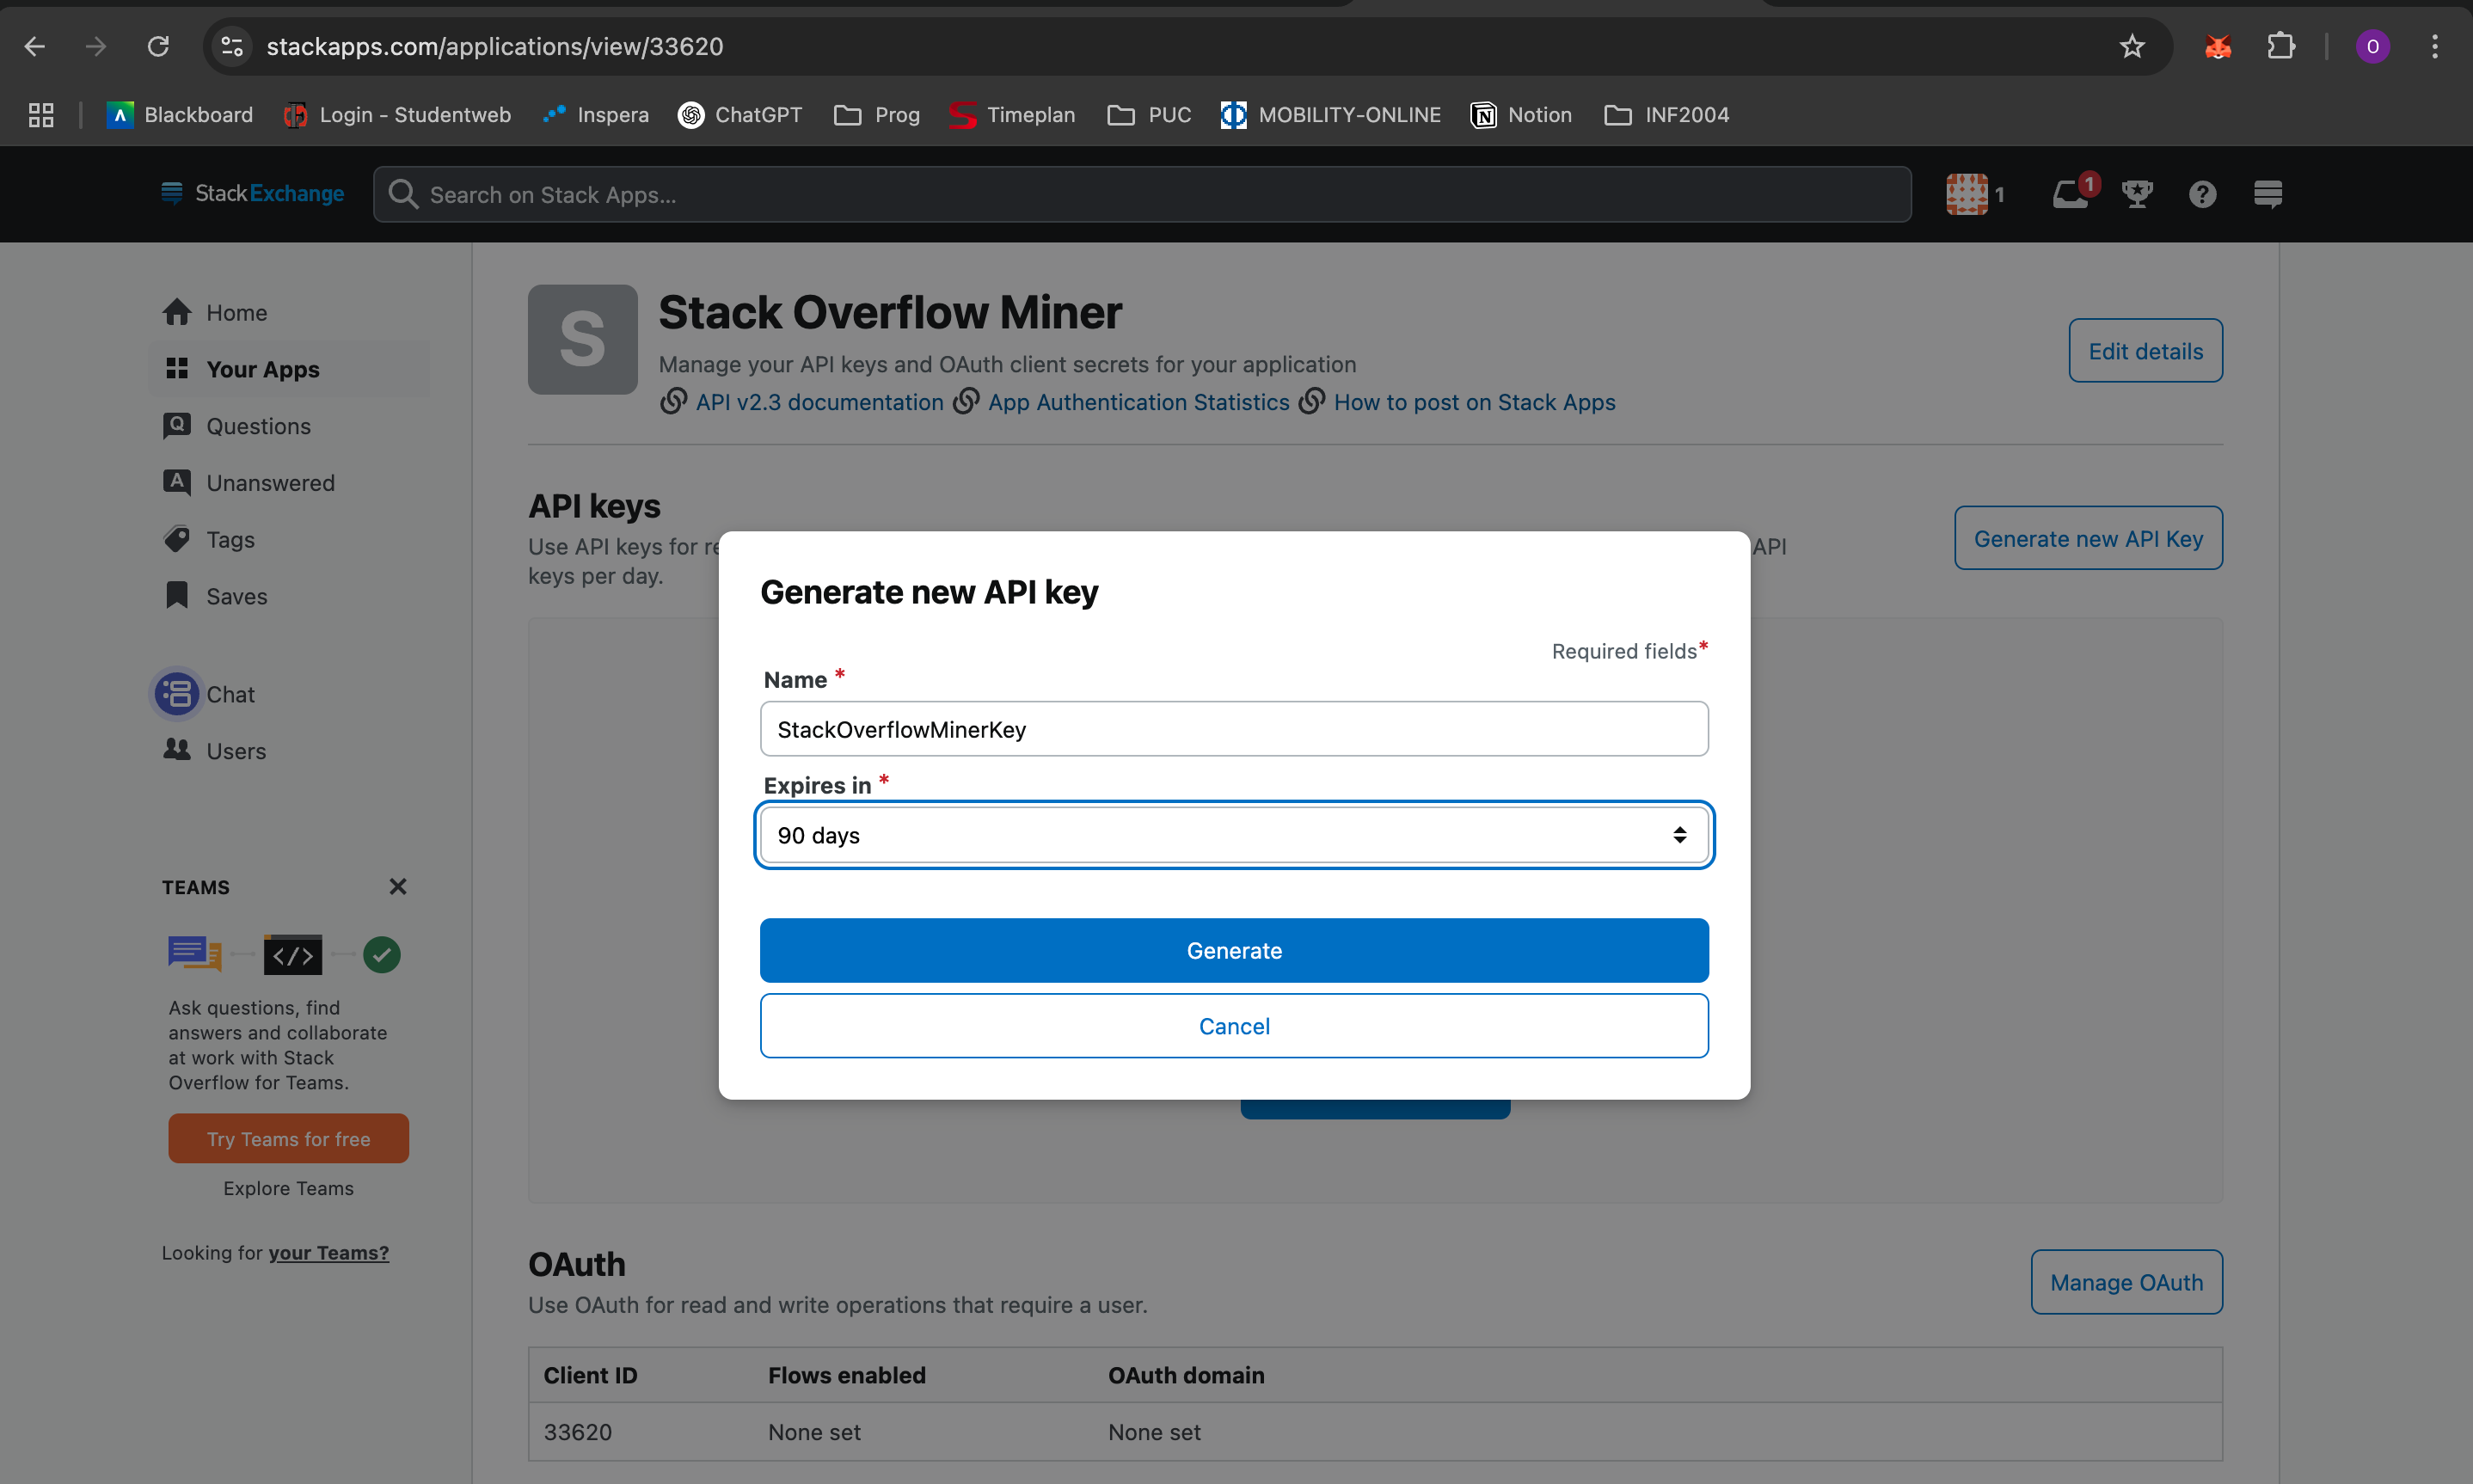 stackapps.com/applications/view/33620
O
Blackboard
Login - Studentweb
Inspera
ChatGPT
Prog
Timeplan
PUC
MOBILITY-ONLINE
Notion
INF2004
StackExchange
Search on Stack Apps...
1
1
Home
Your Apps
Questions
Unanswered
Tags
Saves
Chat
Users
TEAMS
Ask questions, find
answers and collaborate
at work with Stack
Overflow for Teams.
Try Teams for free
Explore Teams
Looking for your Teams?
S
Stack Overflow Miner
Manage your API keys and OAuth client secrets for your application
API v2.3 documentation App Authentication Statistics How to post on Stack Apps
Edit details
API keys
Use API keys for re
API
keys per day.
Generate new API Key
Generate new API key
Required fields*
Name *
StackOverflowMinerKey
Expires in *
90 days
Generate
Cancel
OAuth
Use OAuth for read and write operations that require a user.
Manage OAuth
Client ID Flows enabled OAuth domain
33620 None set None set